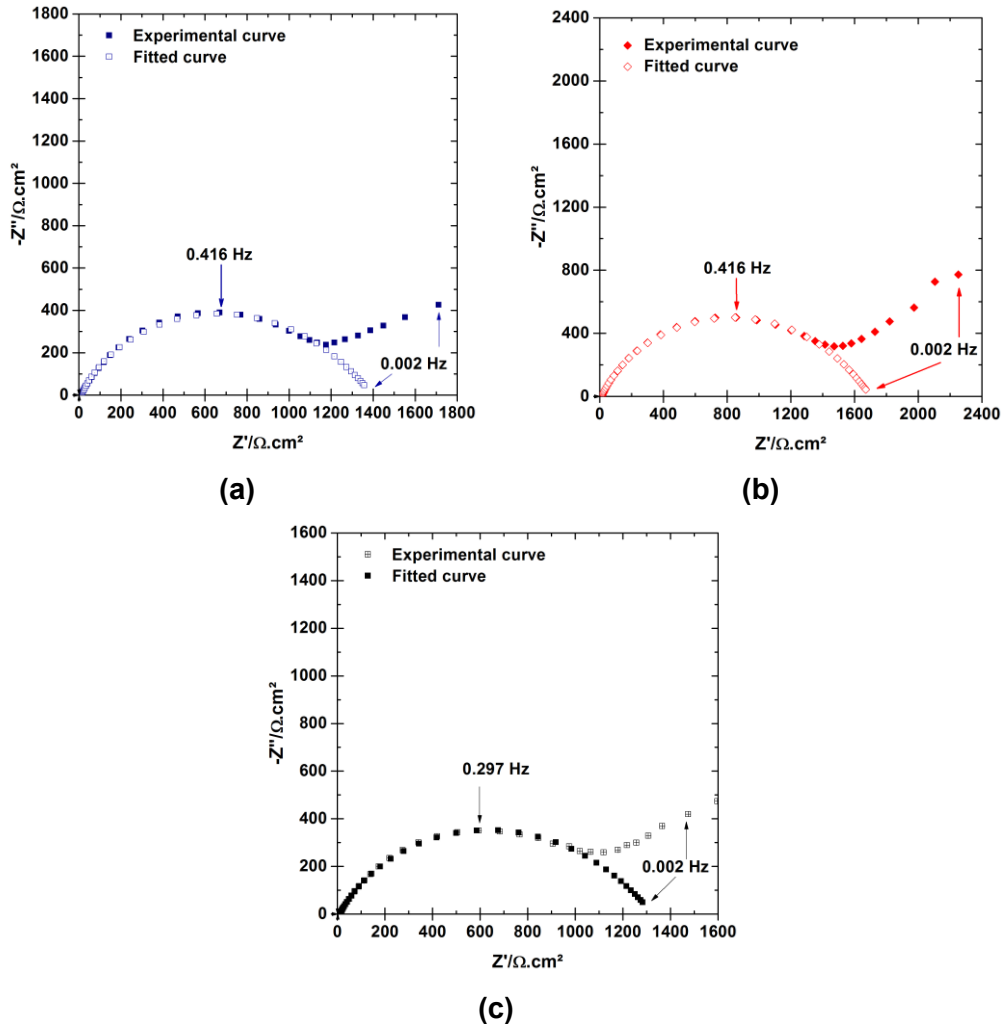 1800
1600
1400
1200
1000
800
600
400
200
0
-Z"/Ω.cm²
Experimental curve
Fitted curve
0.416 Hz
0.002 Hz
0 200 400 600 800 1000 1200 1400 1600 1800
Z'/Ω.cm²
(a)
2400
2000
1600
1200
800
400
0
-Z"/Ω.cm²
Experimental curve
Fitted curve
0.416 Hz
0.002 Hz
0 400 800 1200 1600 2000 2400
Z'/Ω.cm²
(b)
1600
1400
1200
1000
800
600
400
200
0
-Z"/Ω.cm²
Experimental curve
Fitted curve
0.297 Hz
0.002 Hz
0 200 400 600 800 1000 1200 1400 1600
Z'/Ω.cm²
(c)